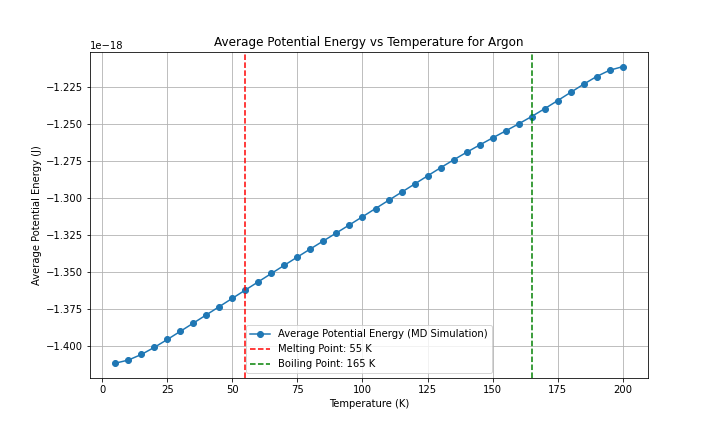 Average Potential Energy vs Temperature for Argon
1e−18
−1.225
−1.250
−1.275
−1.300
−1.325
−1.350
−1.375
−1.400
Average Potential Energy (J)
Average Potential Energy (MD Simulation)
Melting Point: 55 K
Boiling Point: 165 K
0 25 50 75 100 125 150 175 200
Temperature (K)